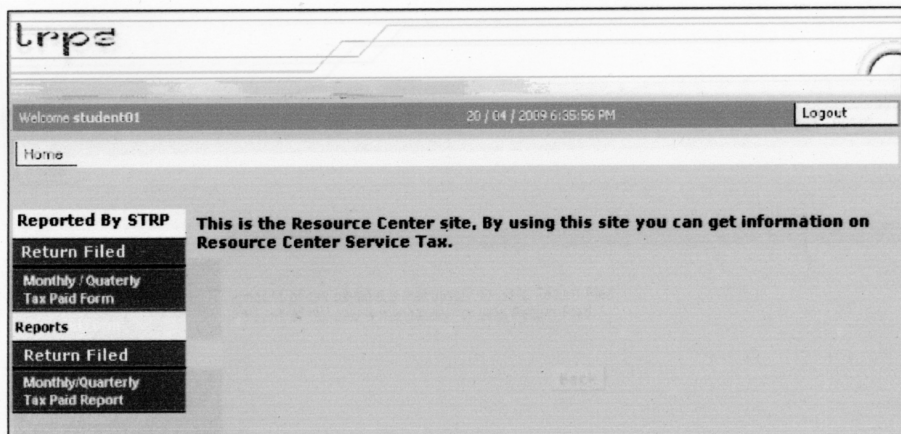 trps
Welcome student01
20 / 04 / 2009 6:35:56 PM
Logout
Home
Reported By STRP
Return Filed
Monthly / Quaterly
Tax Paid Form
Reports
Return Filed
Monthly/Quarterly
Tax Paid Report
This is the Resource Center site, By using this site you can get information on
Resource Center Service Tax.
Back